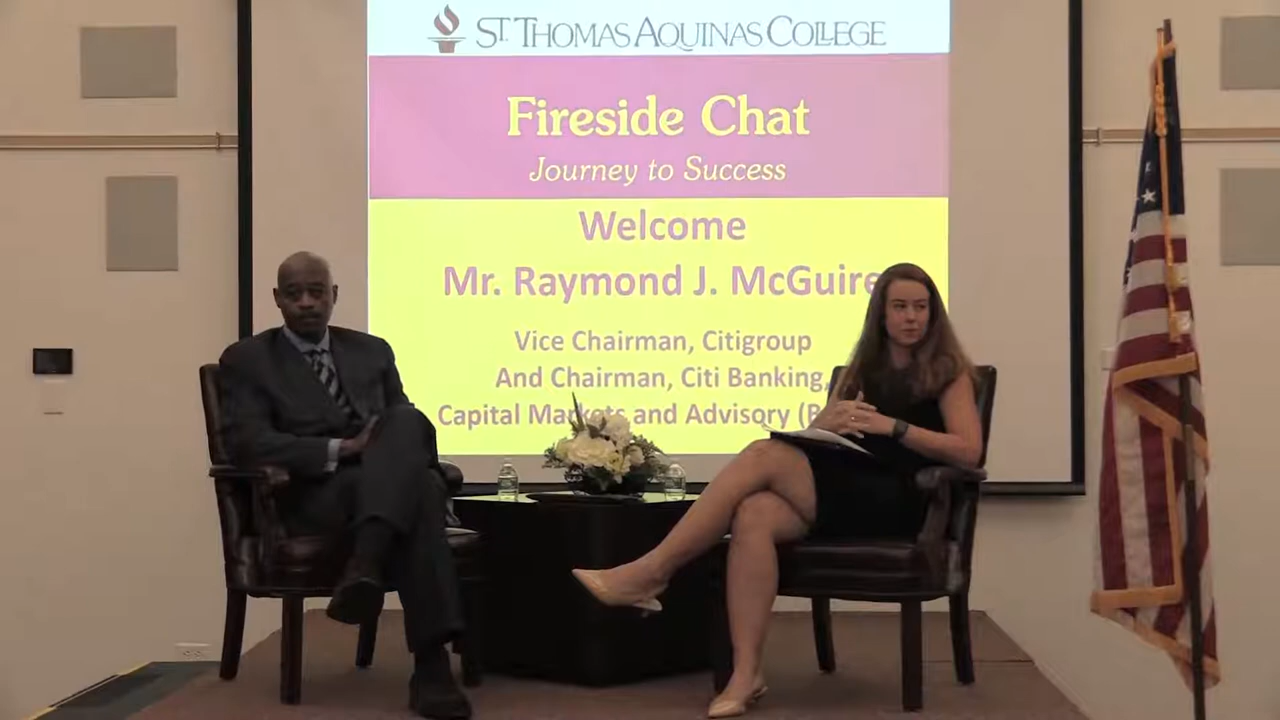 ST. THOMAS AQUINAS COLLEGE
Fireside Chat
Journey to Success
Welcome
Mr. Raymond J. McGuire
Vice Chairman, Citigroup
And Chairman, Citi Banking,
Capital Markets and Advisory